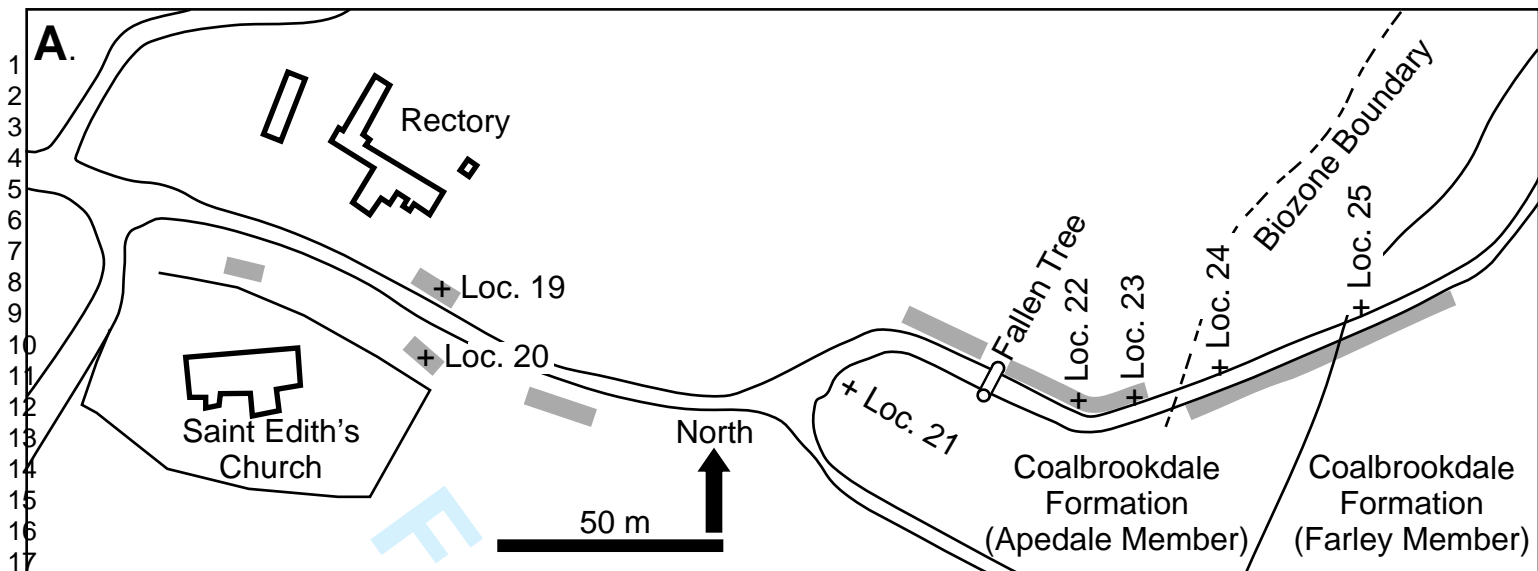 A.
1
2
3
4
5
6
7
8
9
10
11
12
13
14
15
16
17
Rectory
Loc. 19
Loc. 20
Saint Edith's
Church
North
50 m
Loc. 21
Fallen Tree
Loc. 22
Loc. 23
Loc. 24
Biozone Boundary
Loc. 25
Coalbrookdale
Formation
(Apedale Member)
Coalbrookdale
Formation
(Farley Member)
F